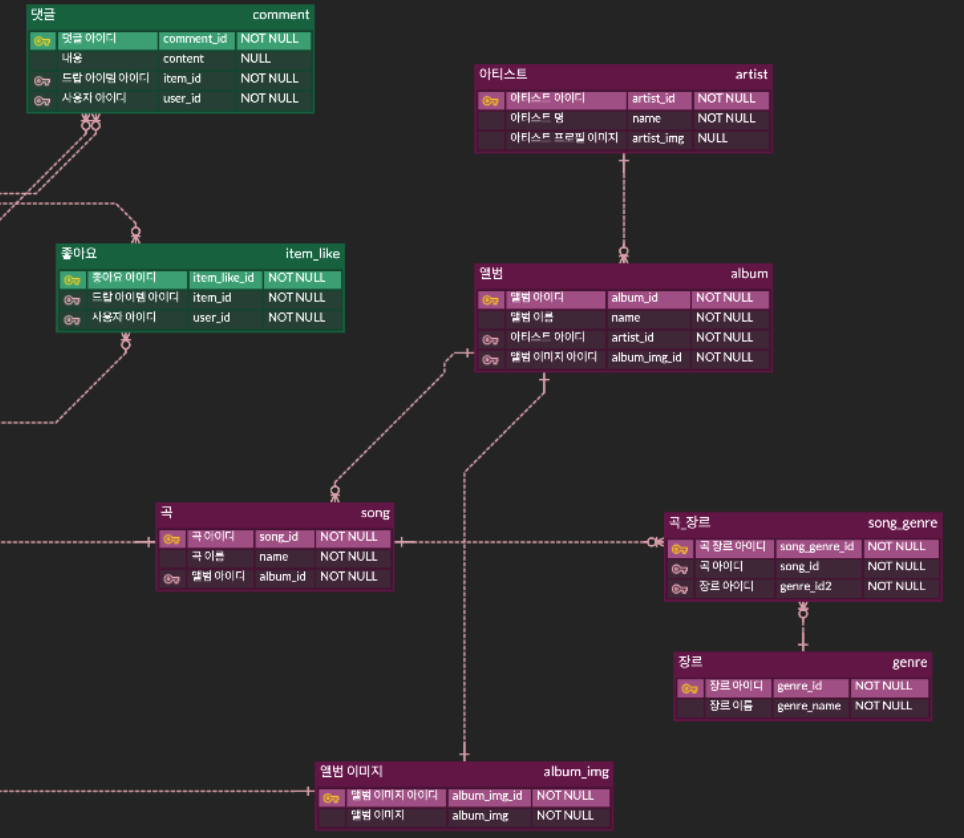 댓글 comment
댓글 아이디 comment_id NOT NULL
내용 content NULL
드랍 아이템 아이디 item_id NOT NULL
사용자 아이디 user_id NOT NULL
아티스트 artist
아티스트 아이디 artist_id NOT NULL
아티스트 명 name NOT NULL
아티스트 프로필 이미지 artist_img NULL
좋아요 item_like
좋아요 아이디 item_like_id NOT NULL
드랍 아이템 아이디 item_id NOT NULL
사용자 아이디 user_id NOT NULL
앨범 album
앨범 아이디 album_id NOT NULL
앨범 이름 name NOT NULL
아티스트 아이디 artist_id NOT NULL
앨범 이미지 아이디 album_img_id NOT NULL
곡 song
곡 아이디 song_id NOT NULL
곡 이름 name NOT NULL
앨범 아이디 album_id NOT NULL
곡_장르 song_genre
곡 장르 아이디 song_genre_id NOT NULL
곡 아이디 song_id NOT NULL
장르 아이디 genre_id2 NOT NULL
장르 genre
장르 아이디 genre_id NOT NULL
장르 이름 genre_name NOT NULL
앨범 이미지 album_img
앨범 이미지 아이디 album_img_id NOT NULL
앨범 이미지 album_img NOT NULL